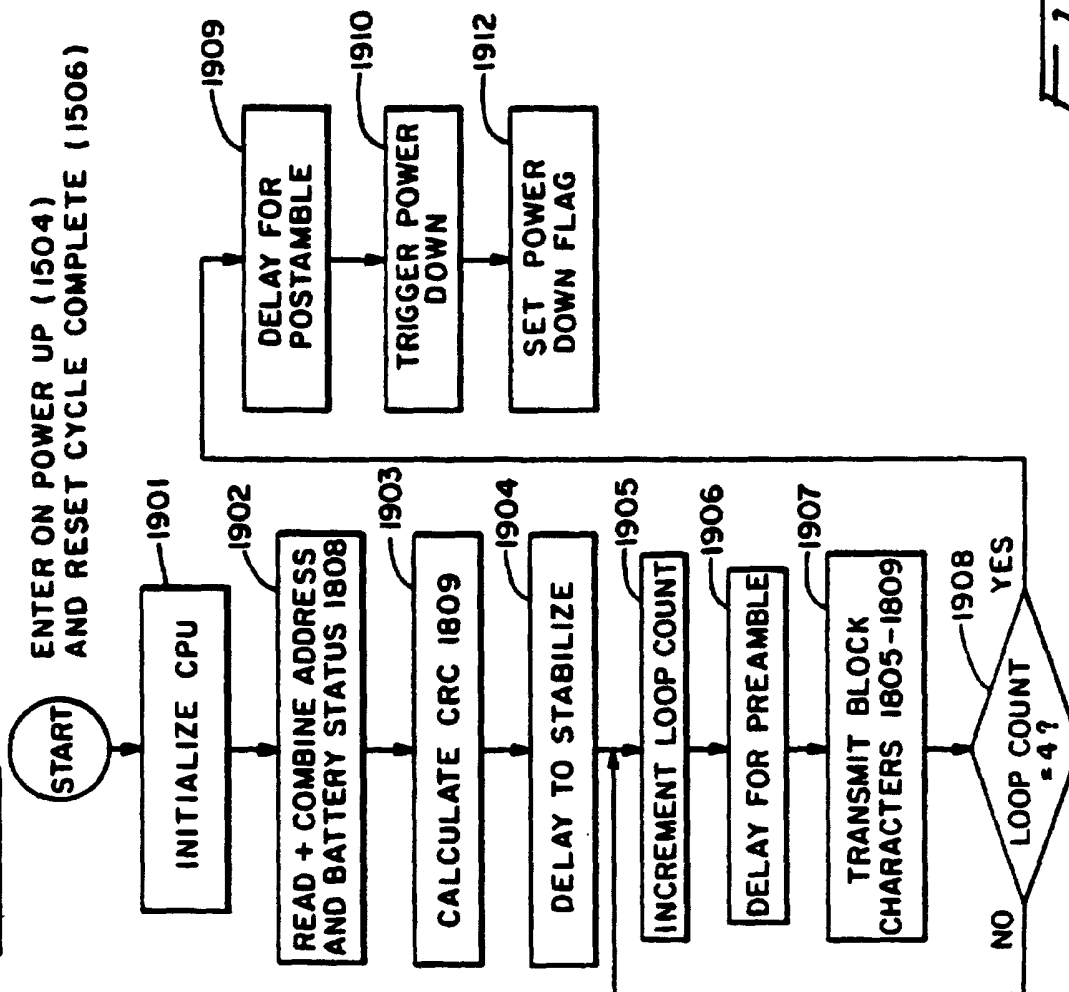 ENTER ON POWER UP (1504)
AND RESET CYCLE COMPLETE (1506)
START
1901
INITIALIZE CPU
1902
READ + COMBINE ADDRESS
AND BATTERY STATUS 1808
1903
CALCULATE CRC 1809
1904
DELAY TO STABILIZE
1905
INCREMENT LOOP COUNT
1906
DELAY FOR PREAMBLE
1907
TRANSMIT BLOCK
CHARACTERS 1805-1809
1908
LOOP COUNT
=4?
NO
YES
1909
DELAY FOR
POSTAMBLE
1910
TRIGGER POWER
DOWN
1912
SET POWER
DOWN FLAG